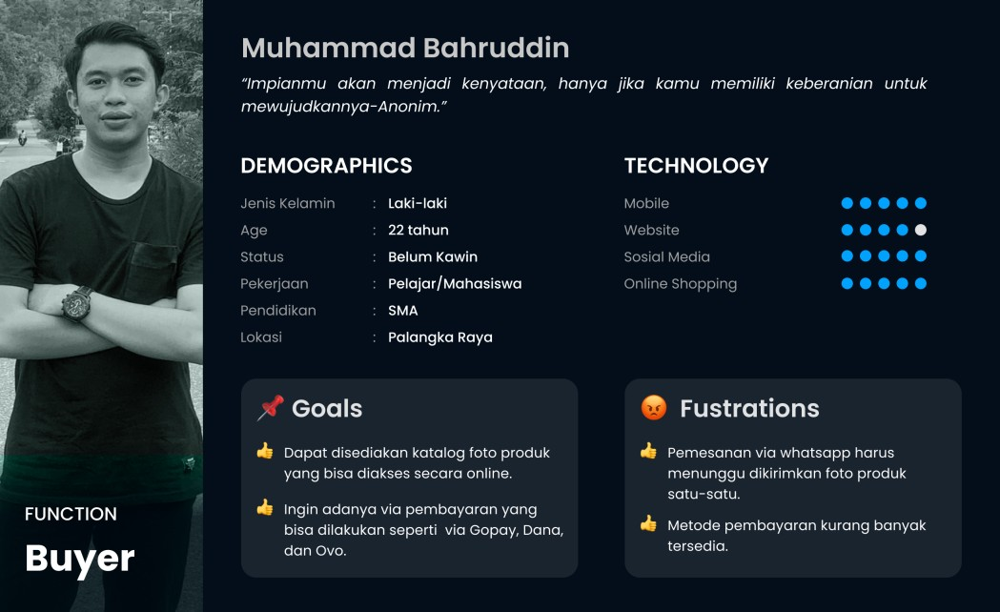 Muhammad Bahruddin
“Impianmu akan menjadi kenyataan, hanya jika kamu memiliki keberanian untuk
mewujudkannya-Anonim.”
DEMOGRAPHICS
Jenis Kelamin : Laki-laki
Age : 22 tahun
Status : Belum Kawin
Pekerjaan : Pelajar/Mahasiswa
Pendidikan : SMA
Lokasi : Palangka Raya
TECHNOLOGY
Mobile
Website
Sosial Media
Online Shopping
Goals
Dapat disediakan katalog foto produk
yang bisa diakses secara online.
Ingin adanya via pembayaran yang
bisa dilakukan seperti via Gopay, Dana,
dan Ovo.
Fustrations
Pemesanan via whatsapp harus
menunggu dikirimkan foto produk
satu-satu.
Metode pembayaran kurang banyak
tersedia.
FUNCTION
Buyer